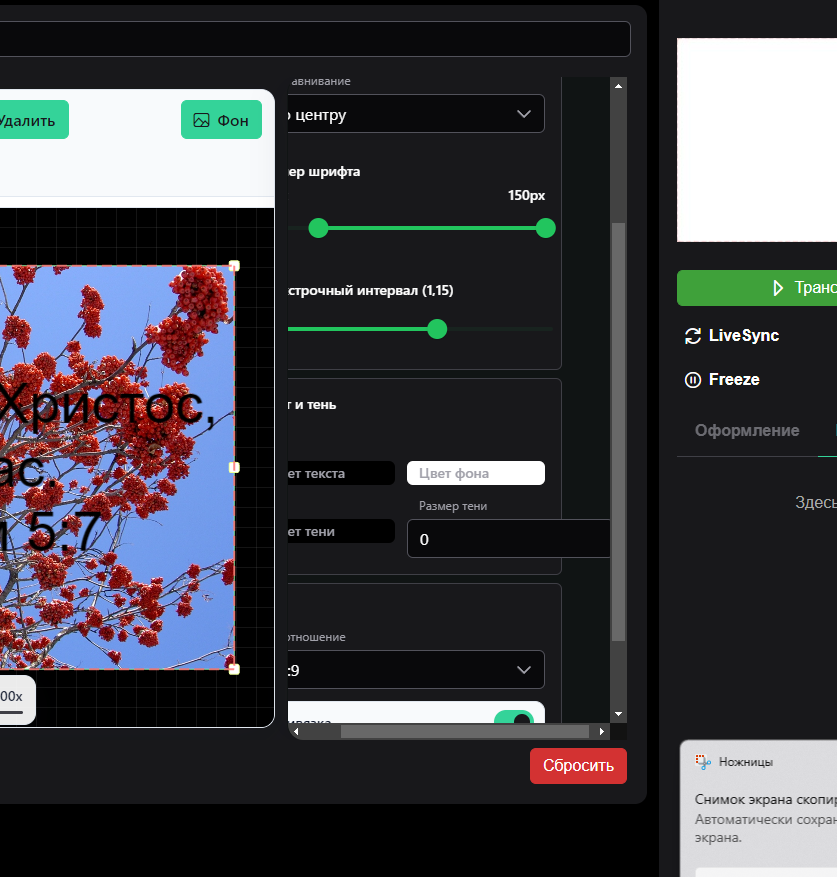 Удалить
Фон
Христос,
ас.
5:7
авнивание
о центру
ер шрифта
150px
строчный интервал (1,15)
т и тень
ет текста
Цвет фона
Размер тени
ет тени
0
отношение
:9
ивязка
00x
Сбросить
Транс
LiveSync
Freeze
Оформление
Здесь
Ножницы
Снимок экрана скопир
Автоматически сохран
экрана.